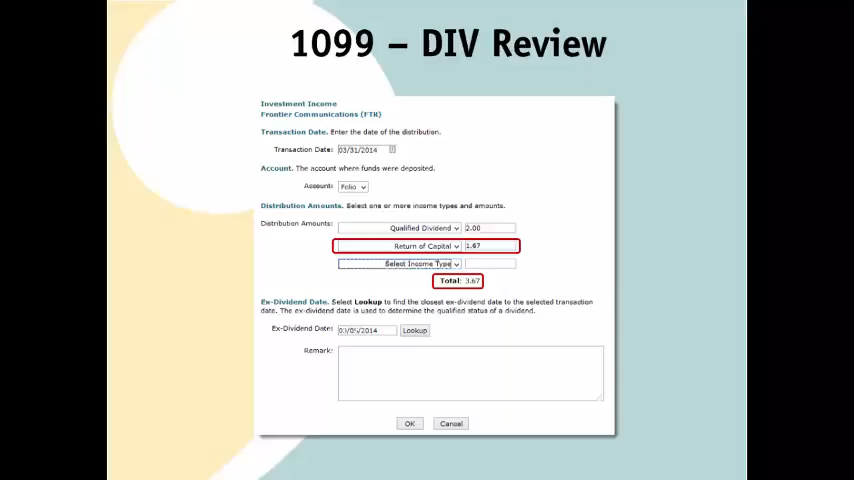 1099 – DIV Review
Investment Income
Frontier Communications (FTR)
Transaction Date. Enter the date of the distribution.
Transaction Date: 03/31/2014
Account. The account where funds were deposited.
Account: Folio
Distribution Amounts. Select one or more income types and amounts.
Distribution Amounts: Qualified Dividend 2.00
Return of Capital 1.67
Select Income Type
Total: 3.67
Ex-Dividend Date. Select Lookup to find the closest ex-dividend date to the selected transaction
date. The ex-dividend date is used to determine the qualified status of a dividend.
Ex-Dividend Date: Lookup
Remark:
OK Cancel